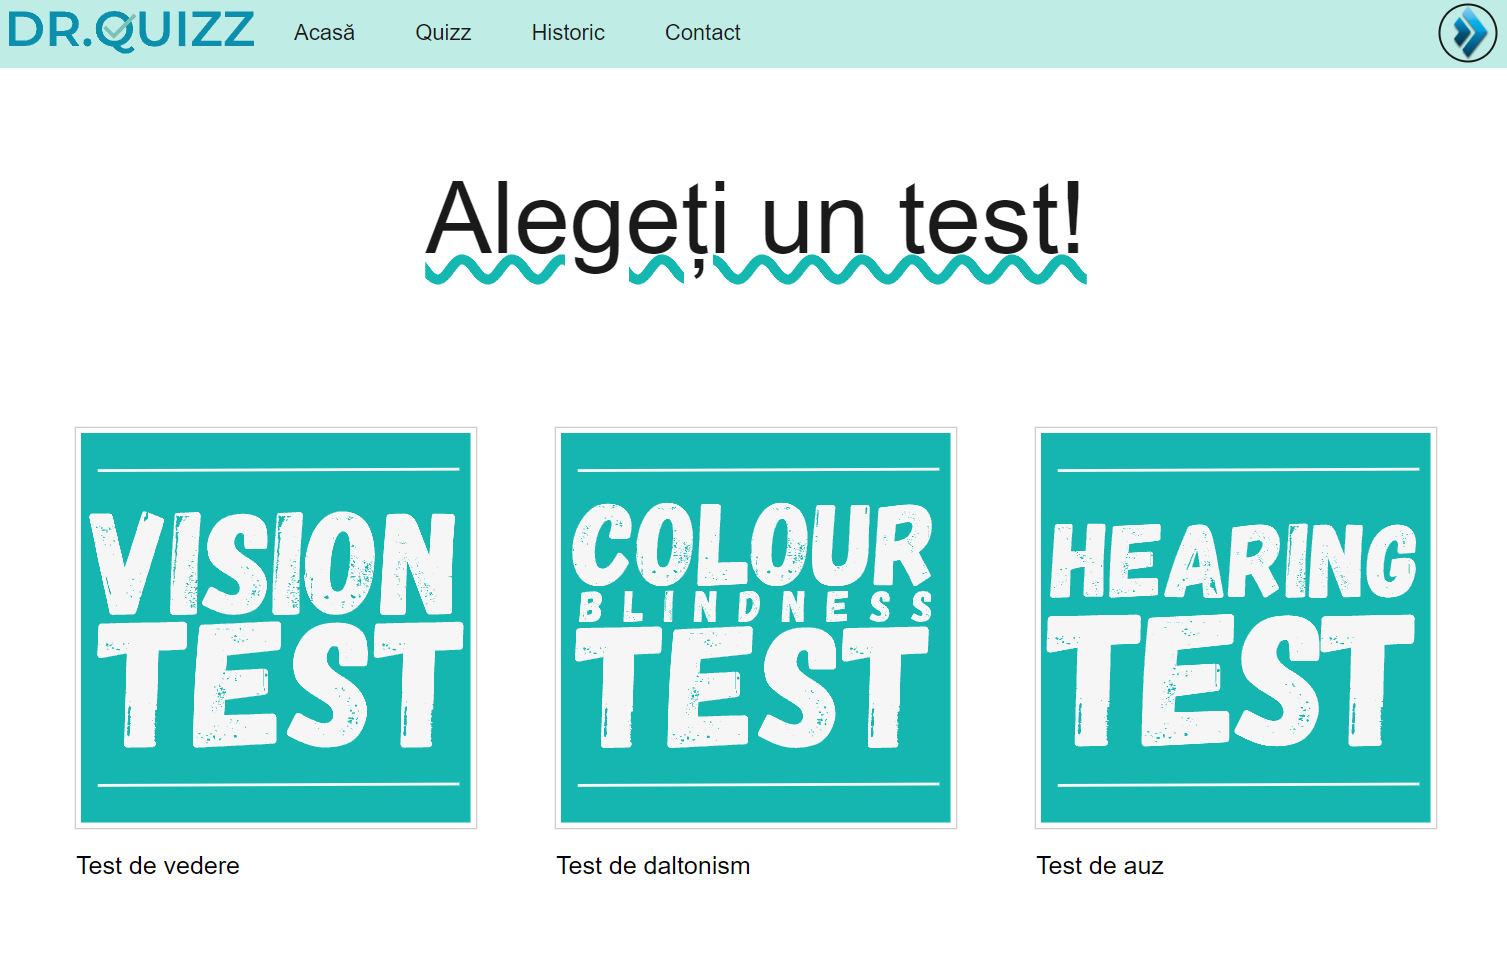 DR.QUIZZ Acasă Quizz Historic Contact
Alegeți un test!
VISION
TEST
COLOUR
BLINDNESS
TEST
HEARING
TEST
Test de vedere
Test de daltonism
Test de auz